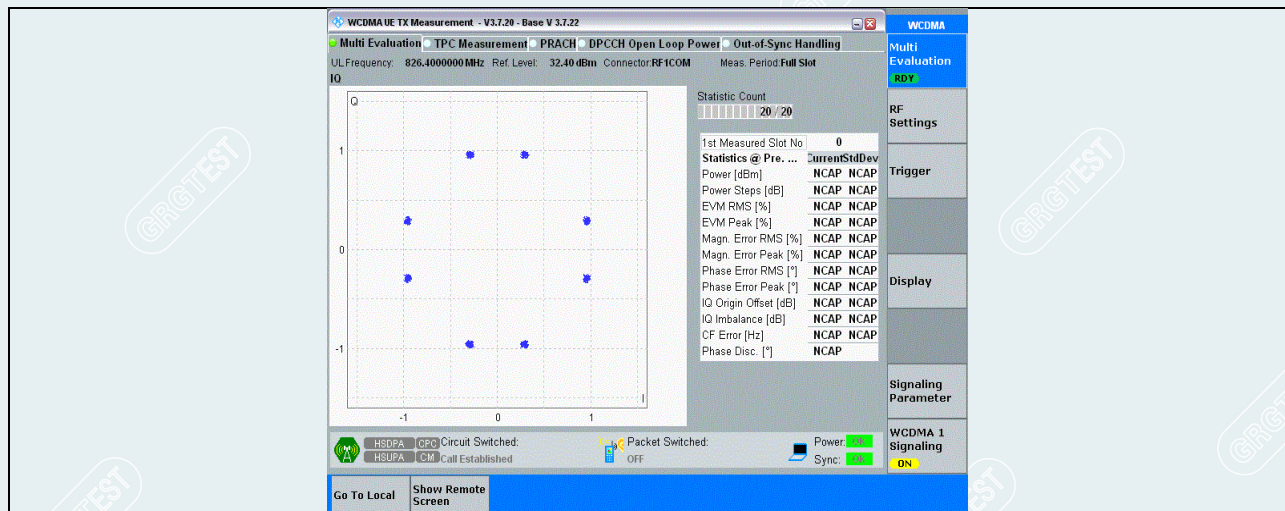 WCDMA UE TX Measurement - V3.7.20 - Base V 3.7.22
WCDMA
Multi Evaluation TPC Measurement PRACH DPCCH Open Loop Power Out-of-Sync Handling
Multi
Evaluation
RDY
UL Frequency: 826.4000000 MHz Ref. Level: 32.40 dBm Connector:RF1COM Meas. Period:Full Slot
IQ
Q
1
0
-1
-1 0 1
I
Statistic Count
20 / 20
1st Measured Slot No 0
Statistics @ Pre. ... Current StdDev
Power [dBm] NCAP NCAP
Power Steps [dB] NCAP NCAP
EVM RMS [%] NCAP NCAP
EVM Peak [%] NCAP NCAP
Magn. Error RMS [%] NCAP NCAP
Magn. Error Peak [%] NCAP NCAP
Phase Error RMS [°] NCAP NCAP
Phase Error Peak [°] NCAP NCAP
IQ Origin Offset [dB] NCAP NCAP
IQ Imbalance [dB] NCAP NCAP
CF Error [Hz] NCAP NCAP
Phase Disc. [°] NCAP
RF
Settings
Trigger
Display
Signaling
Parameter
WCDMA 1
Signaling
ON
HSDPA CPC Circuit Switched: Packet Switched: Power: OK
HSUPA CM Call Established OFF Sync: OK
Go To Local
Show Remote
Screen
GRGTEST
GRGTEST
GRGTEST